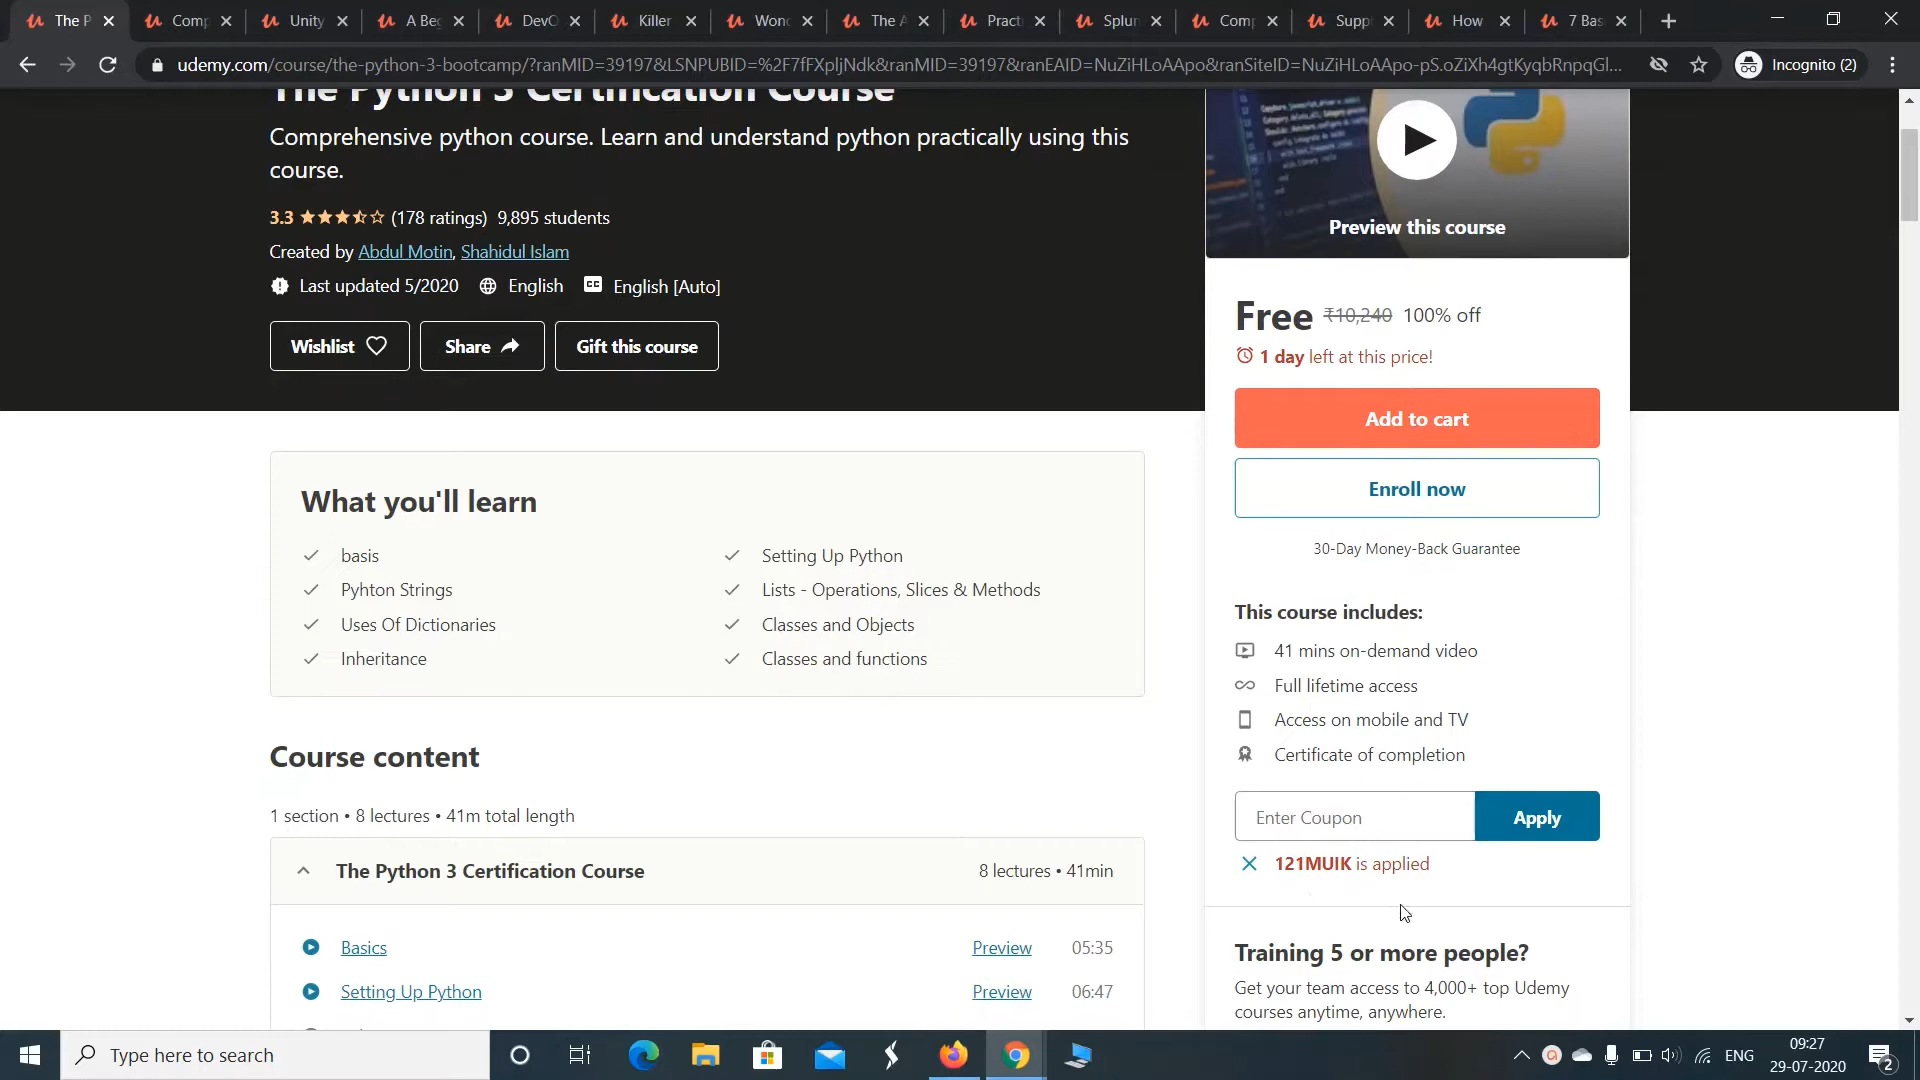 The P
Comp
Unity
A Beg
DevO
Killer
Wond
The A
Practi
Splun
Comp
Suppl
How
7 Bas
udemy.com/course/the-python-3-bootcamp/?ranMID=39197&LSNPUBID=%2F7fFXpljNdk&ranMID=39197&ranEAID=NuZiHLoAApo&ranSiteID=NuZiHLoAApo-pS.oZiXh4gtKyqbRnpqGl...
Incognito (2)
The Python 3 Certification Course
Comprehensive python course. Learn and understand python practically using this
course.
3.3 (178 ratings) 9,895 students
Created by Abdul Motin, Shahidul Islam
Last updated 5/2020 English English [Auto]
Wishlist Share Gift this course
Preview this course
Free ₹10,240 100% off
1 day left at this price!
Add to cart
Enroll now
30-Day Money-Back Guarantee
This course includes:
41 mins on-demand video
Full lifetime access
Access on mobile and TV
Certificate of completion
Enter Coupon Apply
121MUIK is applied
Training 5 or more people?
Get your team access to 4,000+ top Udemy
courses anytime, anywhere.
What you'll learn
basis
Setting Up Python
Pyhton Strings
Lists - Operations, Slices & Methods
Uses Of Dictionaries
Classes and Objects
Inheritance
Classes and functions
Course content
1 section • 8 lectures • 41m total length
The Python 3 Certification Course 8 lectures • 41min
Basics Preview 05:35
Setting Up Python Preview 06:47
Type here to search
ENG
09:27
29-07-2020
2